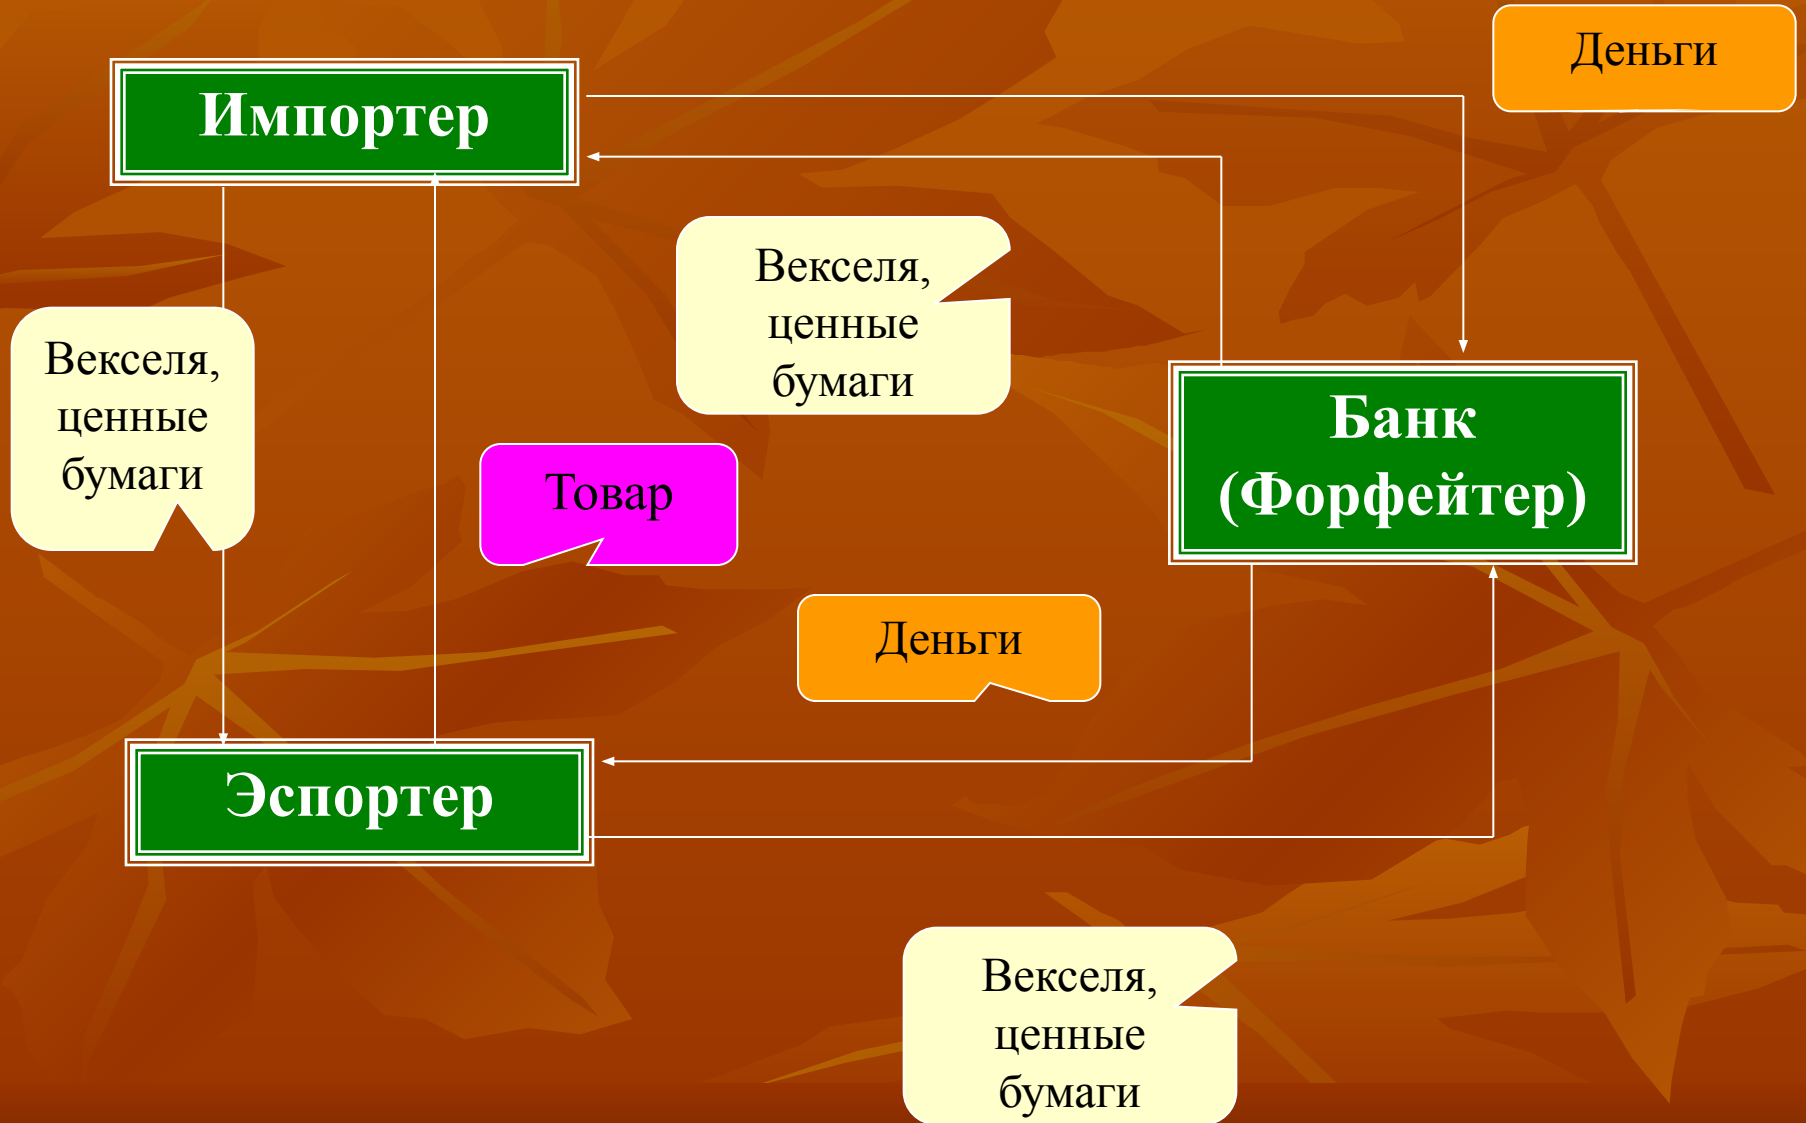 Деньги
Импортер
Векселя,
ценные
бумаги
Векселя,
ценные
бумаги
Банк
(Форфейтер)
Товар
Деньги
Эспортер
Векселя,
ценные
бумаги